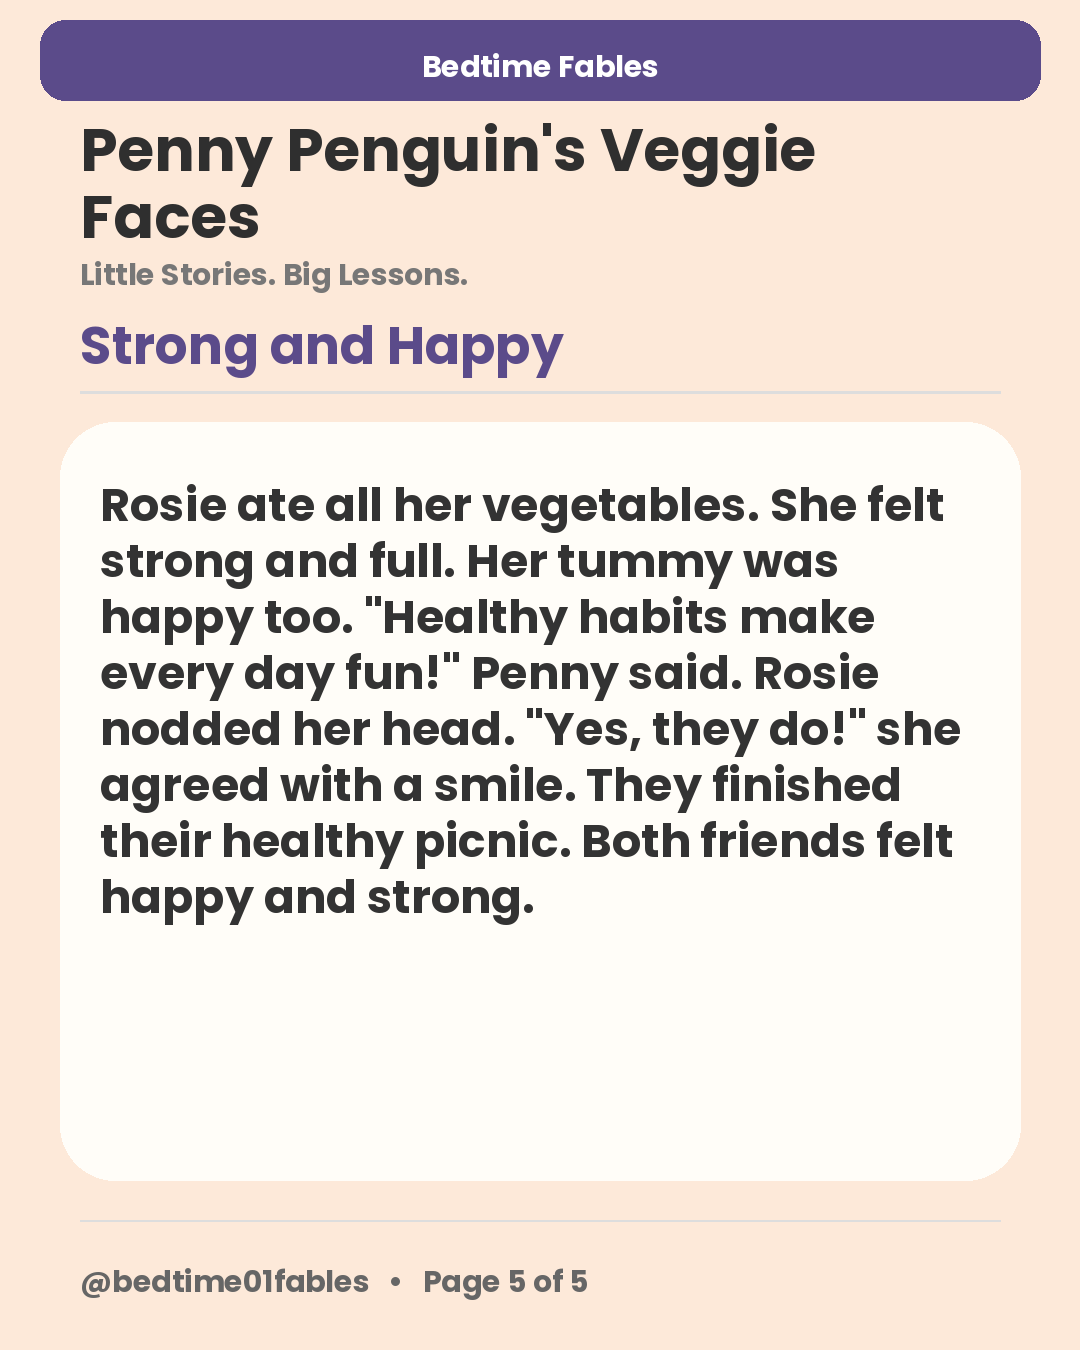 Bedtime Fables
Penny Penguin's Veggie
Faces
Little Stories. Big Lessons.
Strong and Happy
Rosie ate all her vegetables. She felt
strong and full. Her tummy was
happy too. "Healthy habits make
every day fun!" Penny said. Rosie
nodded her head. "Yes, they do!" she
agreed with a smile. They finished
their healthy picnic. Both friends felt
happy and strong.
@bedtime01fables • Page 5 of 5